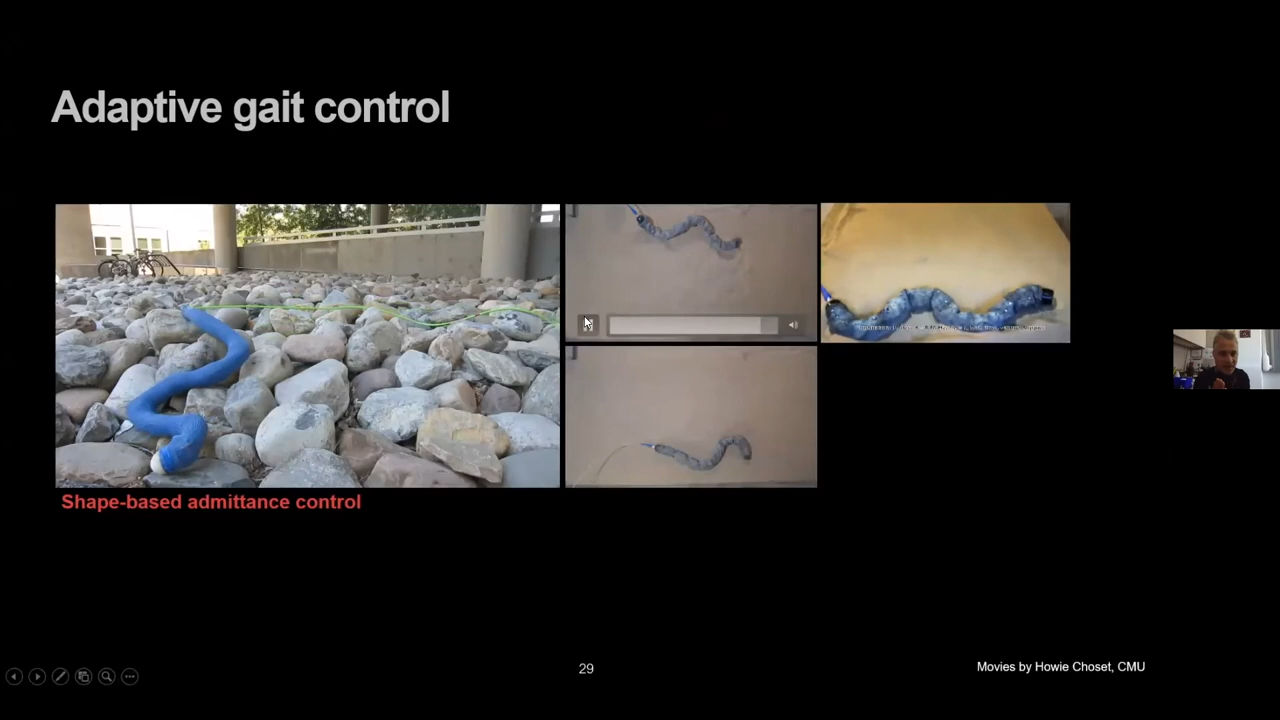 Adaptive gait control
Shape-based admittance control
29
Movies by Howie Choset, CMU